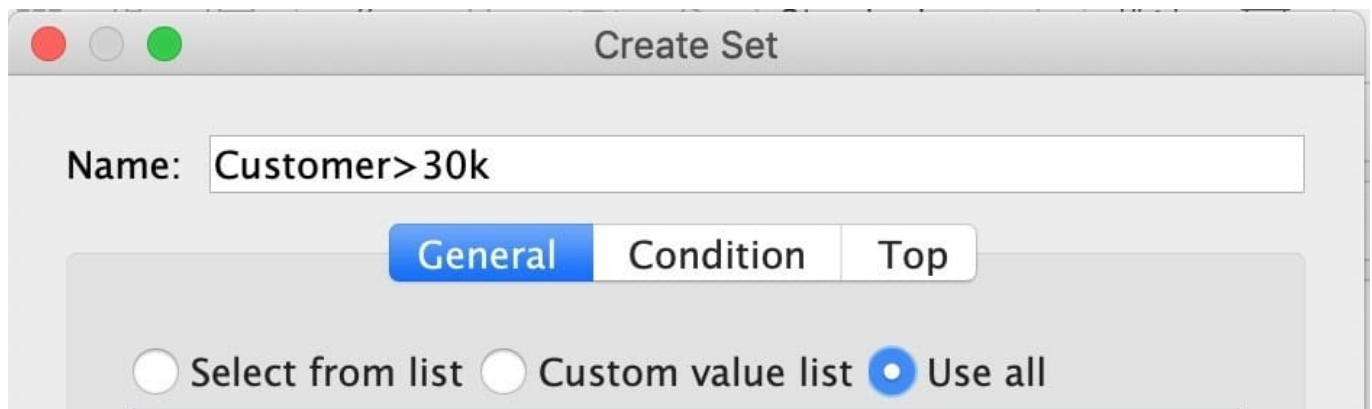 Create Set
Name: Customer>30k
General Condition Top
Select from list Custom value list Use all